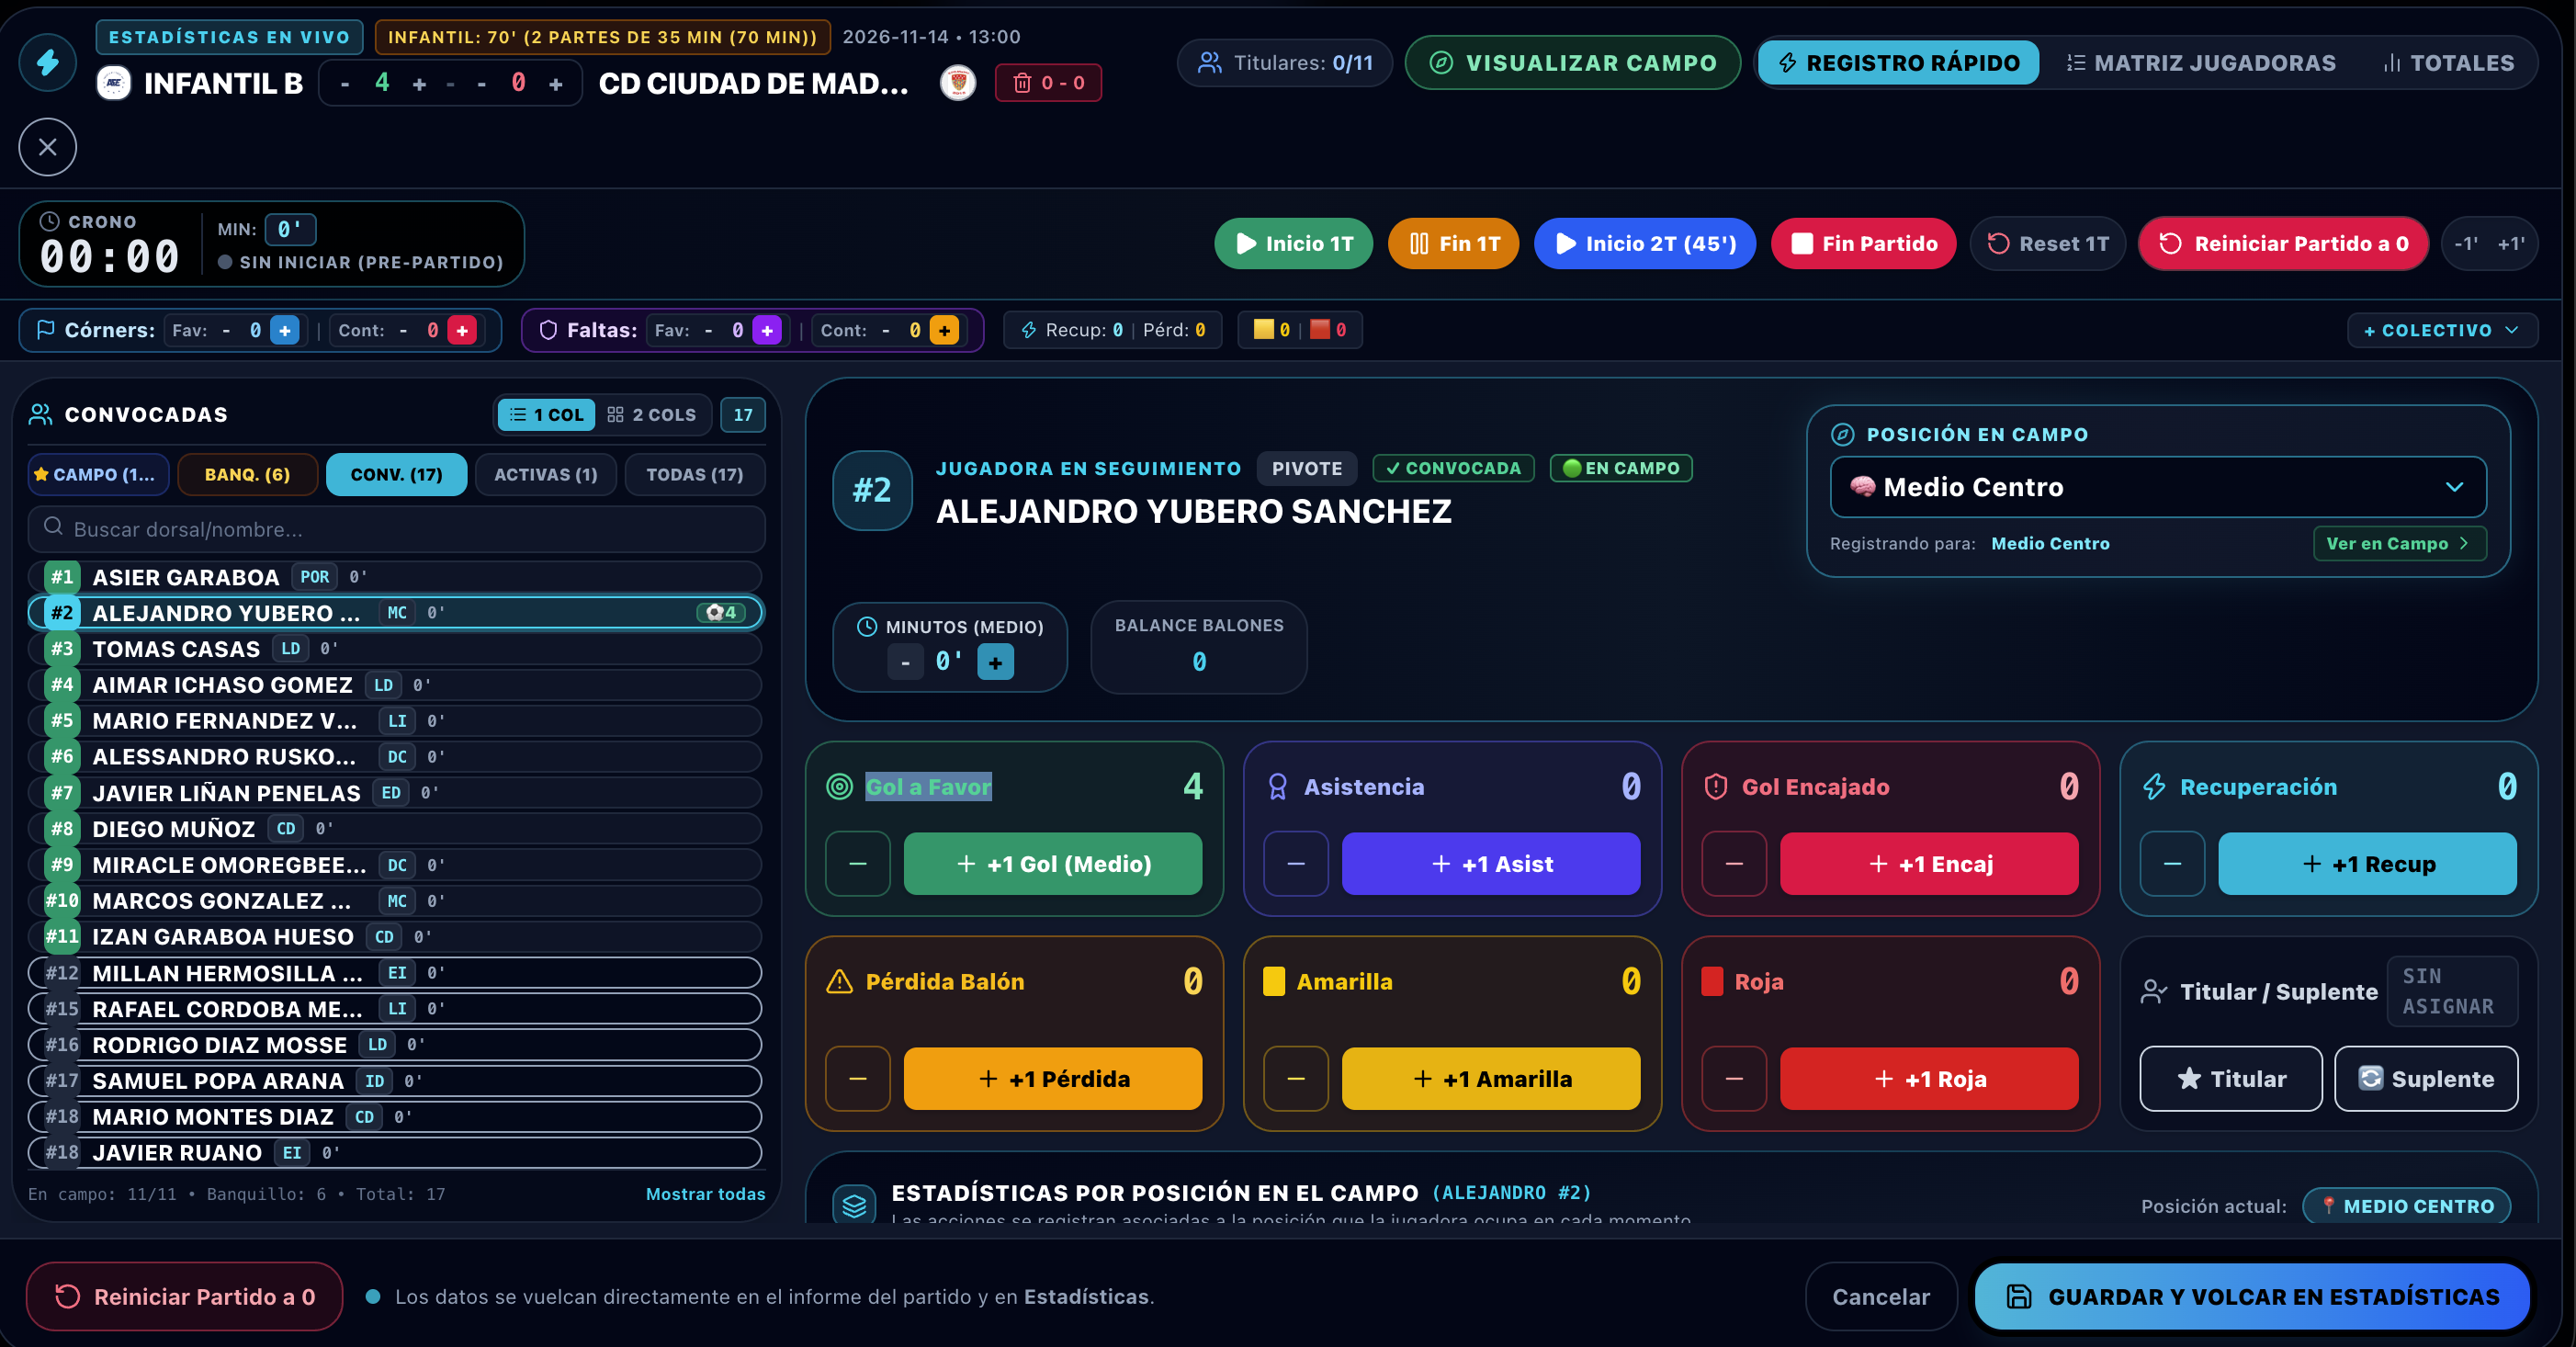 ESTADÍSTICAS EN VIVO
INFANTIL: 70' (2 PARTES DE 35 MIN (70 MIN))
2026-11-14 • 13:00
INFANTIL B - 4 + - - 0 + CD CIUDAD DE MAD...
0 - 0
Titulares: 0/11
VISUALIZAR CAMPO
REGISTRO RÁPIDO
MATRIZ JUGADORAS
TOTALES
CRONO
00:00
MIN: 0'
SIN INICIAR (PRE-PARTIDO)
Inicio 1T
Fin 1T
Inicio 2T (45')
Fin Partido
Reset 1T
Reiniciar Partido a 0
-1' +1'
Córners: Fav: - 0 + | Cont: - 0 +
Faltas: Fav: - 0 + | Cont: - 0 +
Recup: 0 | Pérd: 0
0 | 0
+ COLECTIVO
CONVOCADAS
1 COL
2 COLS
17
CAMPO (1...
BANQ. (6)
CONV. (17)
ACTIVAS (1)
TODAS (17)
Buscar dorsal/nombre...
#1 ASIER GARABOA POR 0'
#2 ALEJANDRO YUBERO ... MC 0' 4
#3 TOMAS CASAS LD 0'
#4 AIMAR ICHASO GOMEZ LD 0'
#5 MARIO FERNANDEZ V... LI 0'
#6 ALESSANDRO RUSKO... DC 0'
#7 JAVIER LIÑAN PENELAS ED 0'
#8 DIEGO MUÑOZ CD 0'
#9 MIRACLE OMOREGBEE... DC 0'
#10 MARCOS GONZALEZ ... MC 0'
#11 IZAN GARABOA HUESO CD 0'
#12 MILLAN HERMOSILLA ... EI 0'
#15 RAFAEL CORDOBA ME... LI 0'
#16 RODRIGO DIAZ MOSSE LD 0'
#17 SAMUEL POPA ARANA ID 0'
#18 MARIO MONTES DIAZ CD 0'
#18 JAVIER RUANO EI 0'
En campo: 11/11 • Banquillo: 6 • Total: 17
Mostrar todas
#2
JUGADORA EN SEGUIMIENTO
PIVOTE
✓ CONVOCADA
EN CAMPO
ALEJANDRO YUBERO SANCHEZ
POSICIÓN EN CAMPO
Medio Centro
Registrando para: Medio Centro
Ver en Campo
MINUTOS (MEDIO)
- 0' +
BALANCE BALONES
0
Gol a Favor 4
+1 Gol (Medio)
Asistencia 0
+1 Asist
Gol Encajado 0
+1 Encaj
Recuperación 0
+1 Recup
Pérdida Balón 0
+1 Pérdida
Amarilla 0
+1 Amarilla
Roja 0
+1 Roja
Titular / Suplente
SIN
ASIGNAR
Titular
Suplente
ESTADÍSTICAS POR POSICIÓN EN EL CAMPO (ALEJANDRO #2)
Las acciones se registran asociadas a la posición que la jugadora ocupa en cada momento
Posición actual: MEDIO CENTRO
Reiniciar Partido a 0
Los datos se vuelcan directamente en el informe del partido y en Estadísticas.
Cancelar
GUARDAR Y VOLCAR EN ESTADÍSTICAS